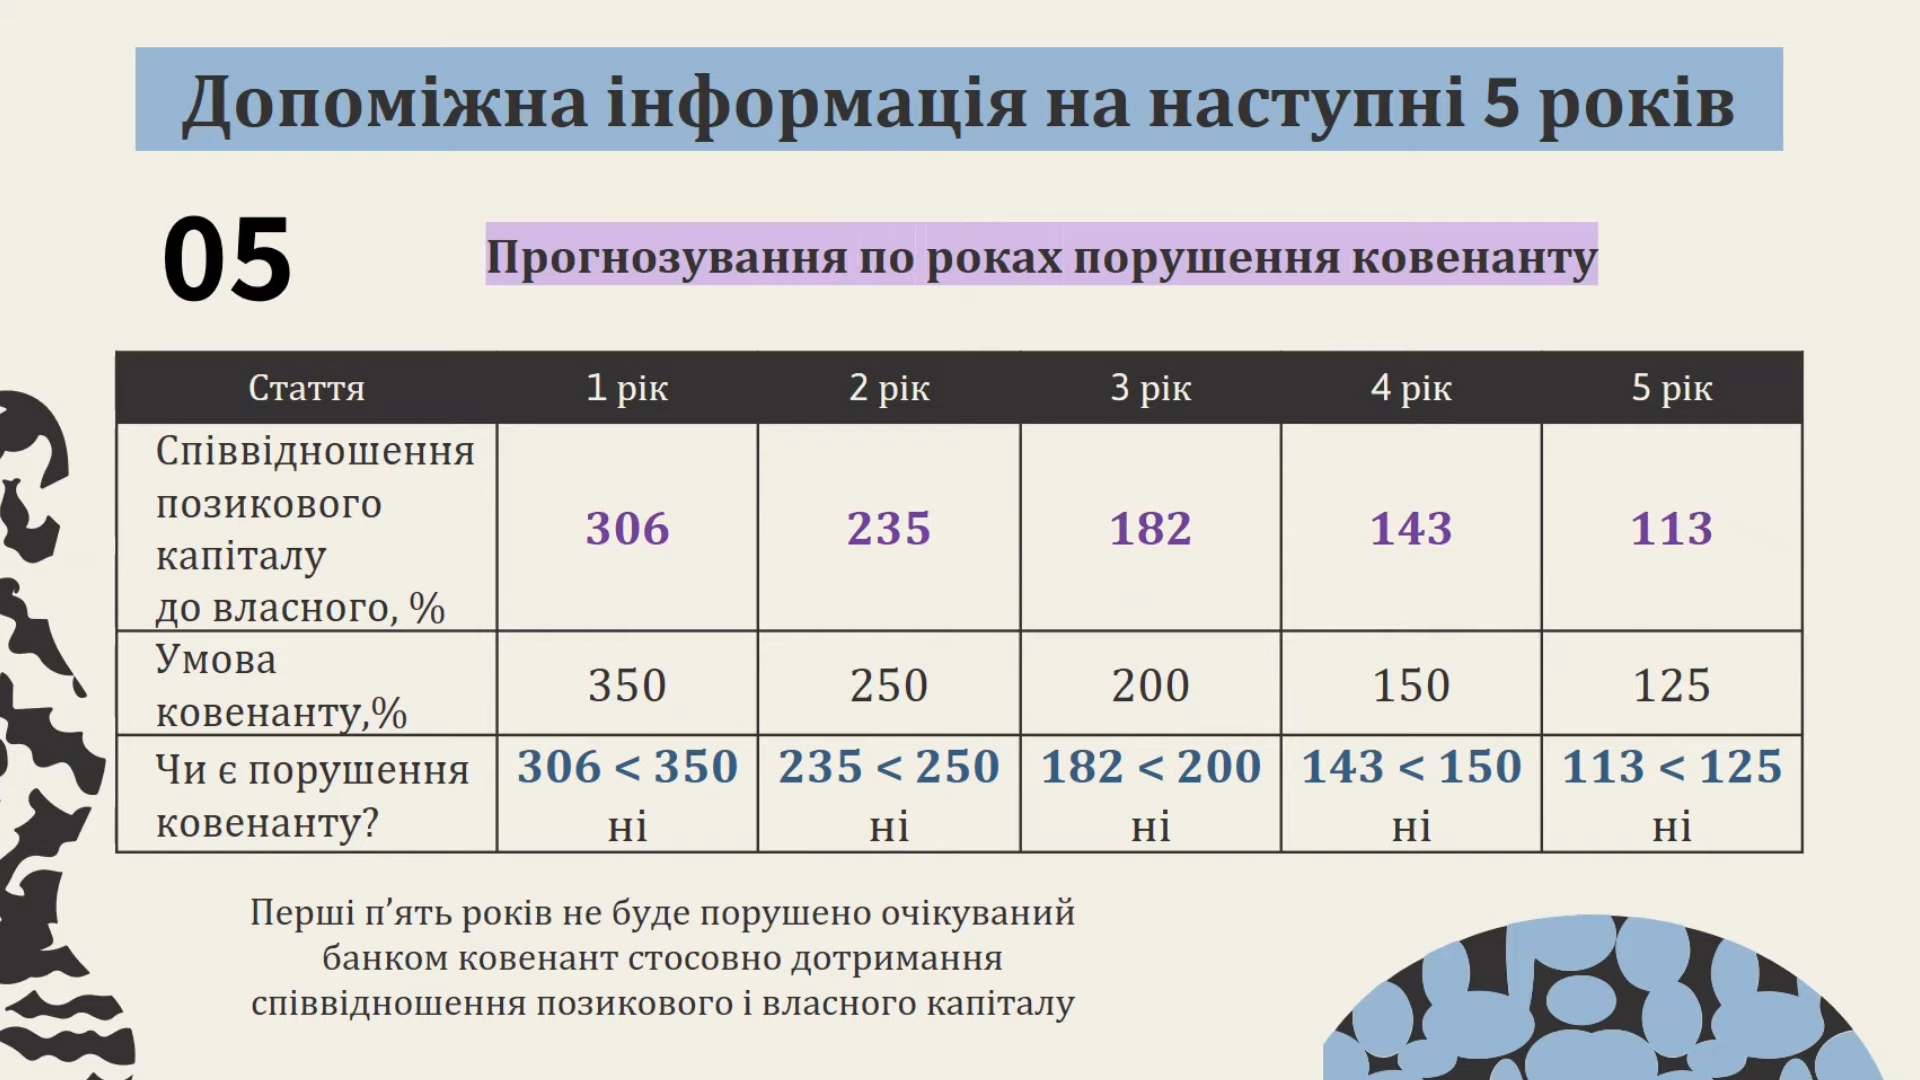 Допоміжна інформація на наступні 5 років
05
Прогнозування по роках порушення ковенанту
Стаття 1 рік 2 рік 3 рік 4 рік 5 рік
Співвідношення
позикового
капіталу
до власного, %
306 235 182 143 113
Умова
ковенанту,%
350 250 200 150 125
Чи є порушення
ковенанту?
306 < 350 235 < 250 182 < 200 143 < 150 113 < 125
ні ні ні ні ні
Перші п’ять років не буде порушено очікуваний
банком ковенант стосовно дотримання
співвідношення позикового і власного капіталу